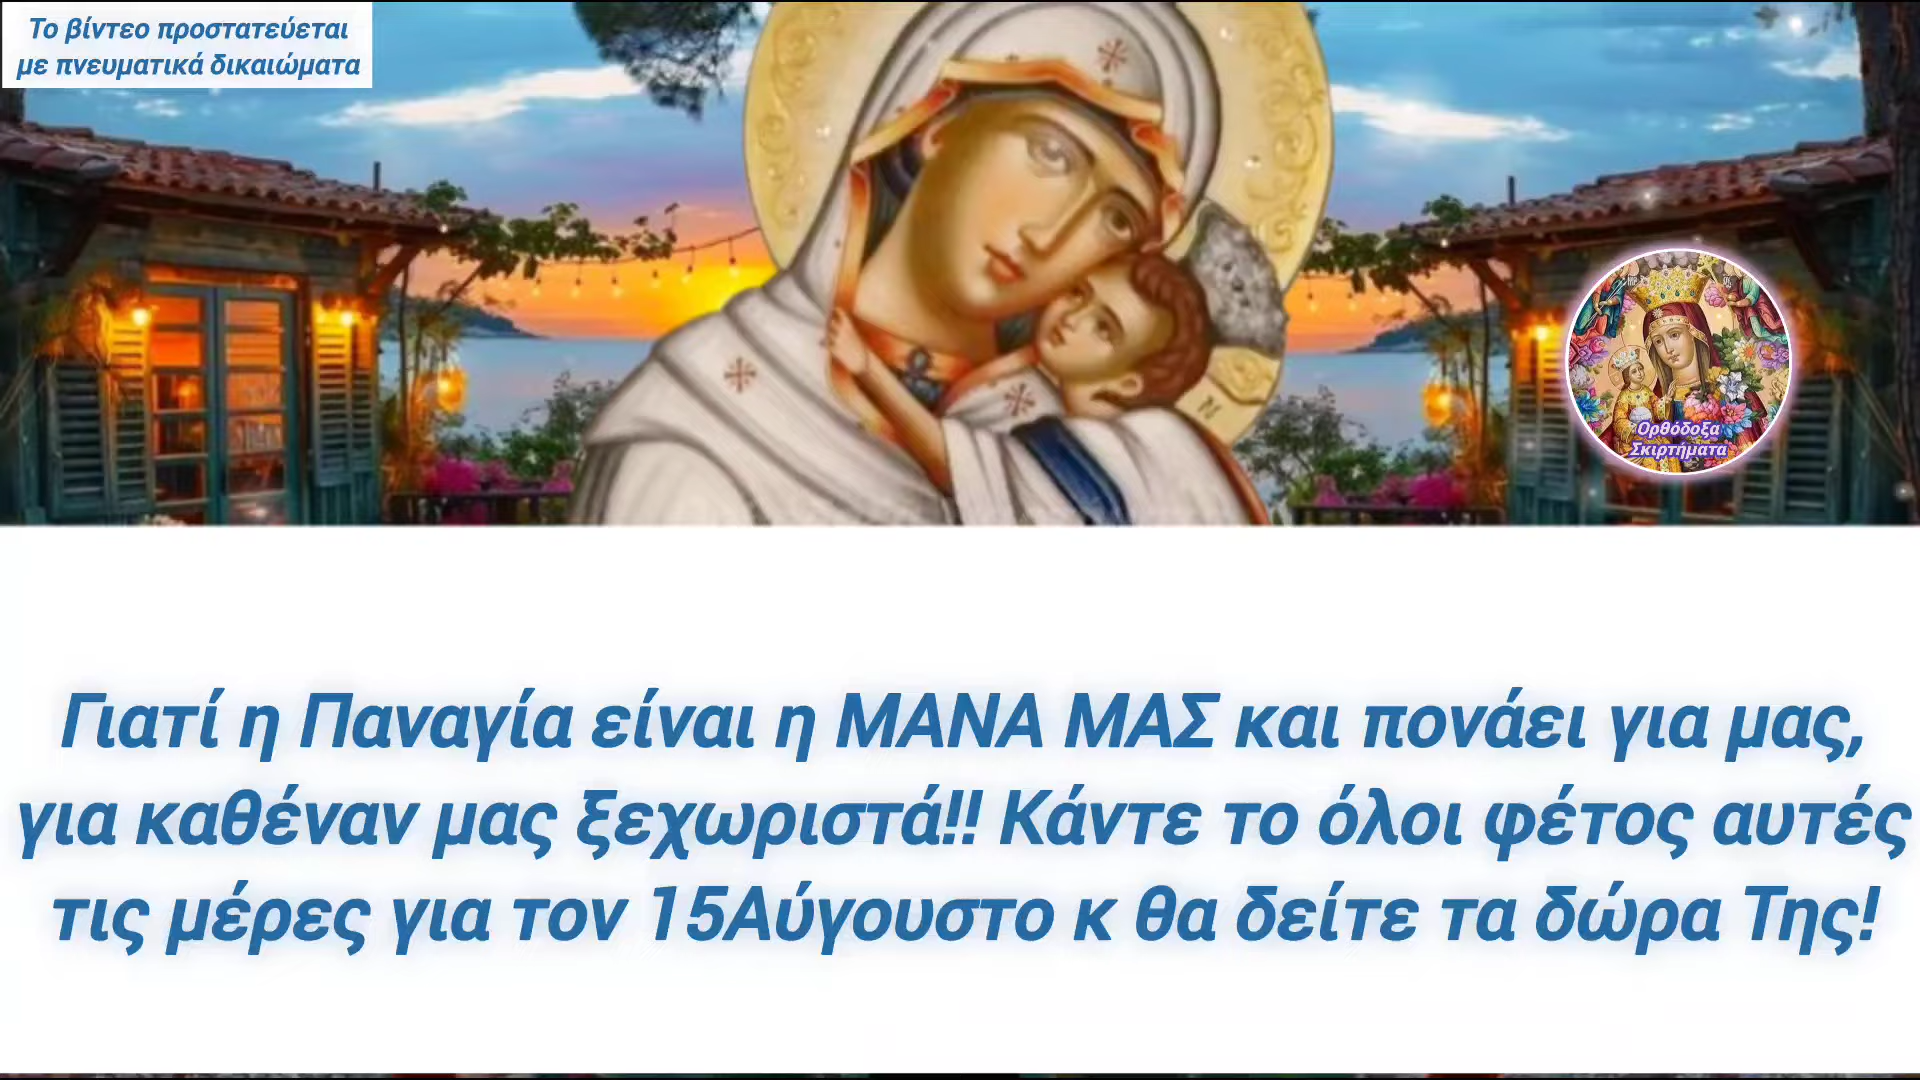 Το βίντεο προστατεύεται
με πνευματικά δικαιώματα
Ορθόδοξα
Σκιρτήματα
Γιατί η Παναγία είναι η ΜΑΝΑ ΜΑΣ και πονάει για μας,
για καθέναν μας ξεχωριστά!! Κάντε το όλοι φέτος αυτές
τις μέρες για τον 15Αύγουστο κ θα δείτε τα δώρα Της!